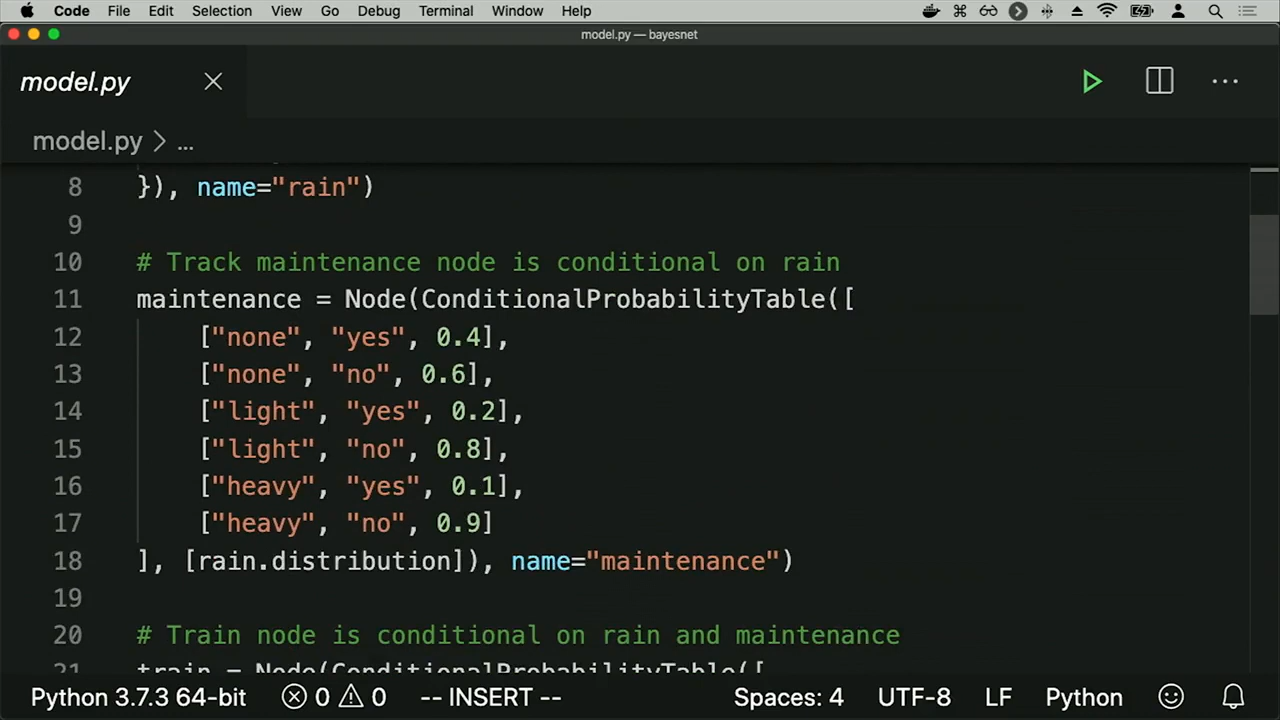 Code File Edit Selection View Go Debug Terminal Window Help
model.py — bayesnet
model.py
model.py > ...
8 }), name="rain")
9
10 # Track maintenance node is conditional on rain
11 maintenance = Node(ConditionalProbabilityTable([
12 ["none", "yes", 0.4],
13 ["none", "no", 0.6],
14 ["light", "yes", 0.2],
15 ["light", "no", 0.8],
16 ["heavy", "yes", 0.1],
17 ["heavy", "no", 0.9]
18 ], [rain.distribution]), name="maintenance")
19
20 # Train node is conditional on rain and maintenance
21 train = Node(ConditionalProbabilityTable([
Python 3.7.3 64-bit 0 0 -- INSERT -- Spaces: 4 UTF-8 LF Python